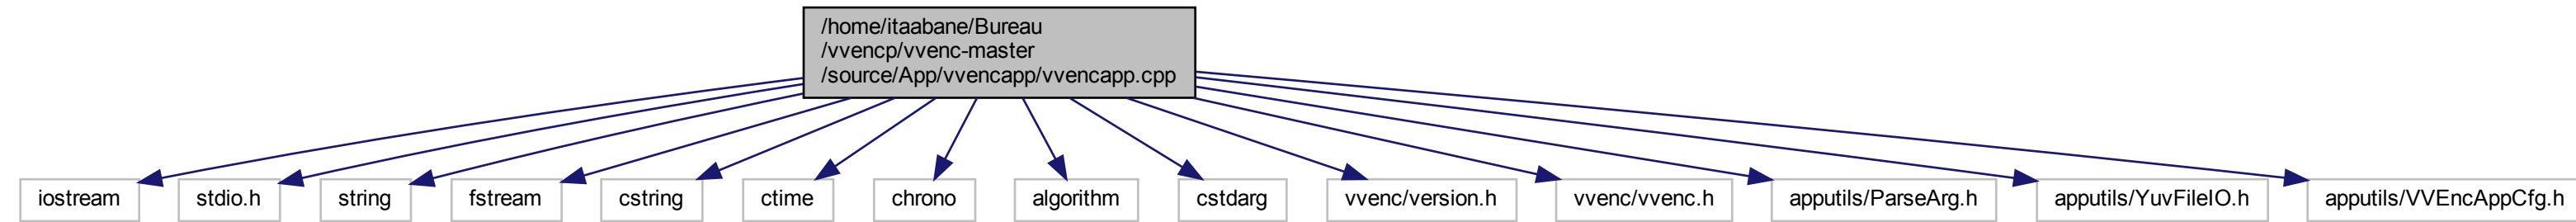 /home/itaabane/Bureau
/vvencp/vvenc-master
/source/App/vvencapp/vvencapp.cpp
iostream
stdio.h
string
fstream
cstring
ctime
chrono
algorithm
cstdarg
vvenc/version.h
vvenc/vvenc.h
apputils/ParseArg.h
apputils/YuvFileIO.h
apputils/VVEncAppCfg.h